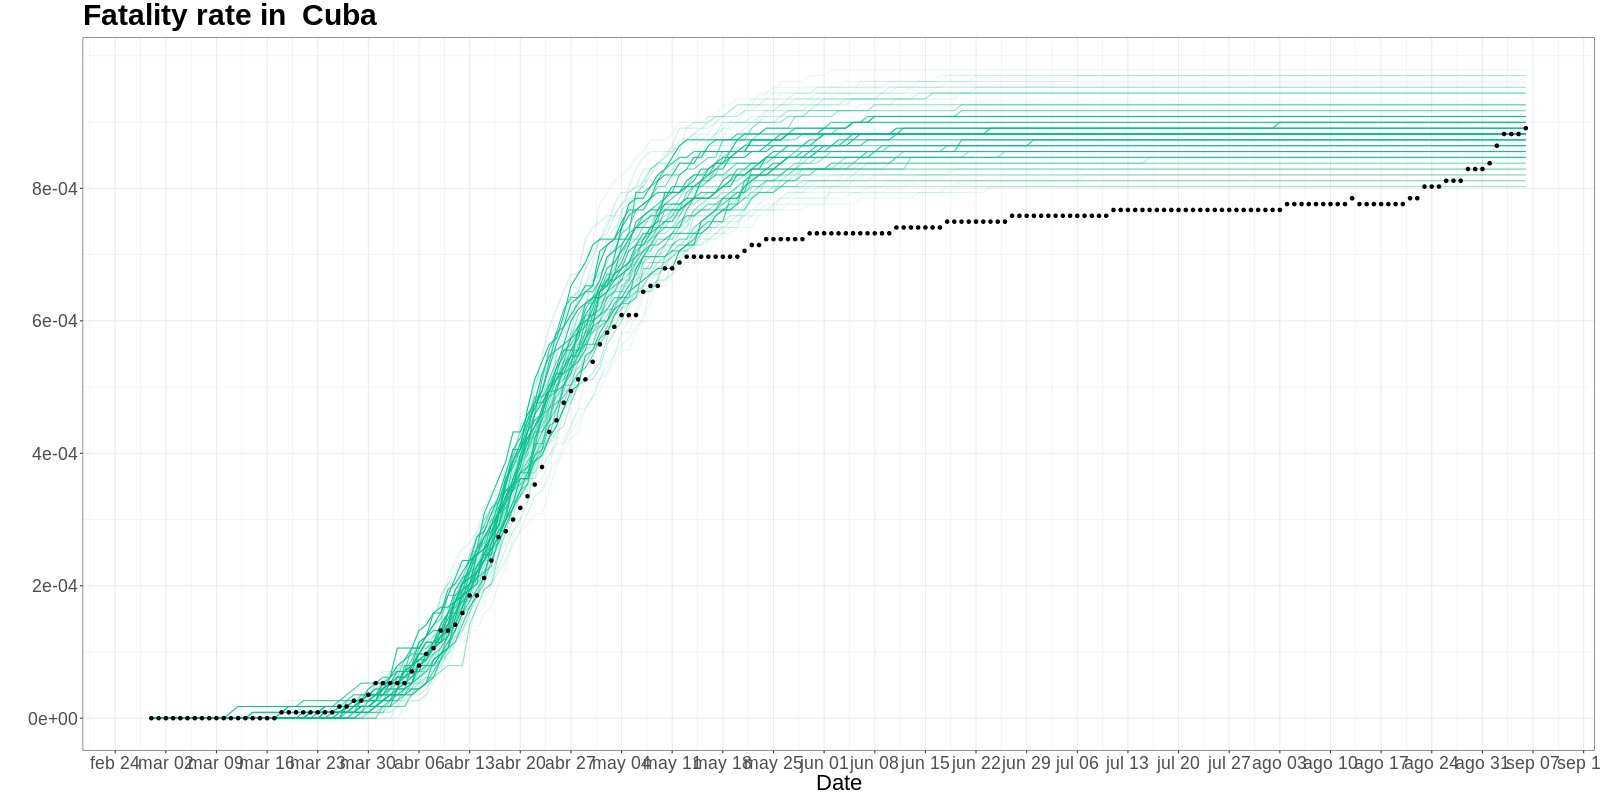 Fatality rate in  Cuba
8e-04
6e-04
4e-04
2e-04
0e+00
feb 24 mar 02 mar 09 mar 16 mar 23 mar 30 abr 06 abr 13 abr 20 abr 27 may 04 may 11 may 18 may 25 jun 01 jun 08 jun 15 jun 22 jun 29 jul 06 jul 13 jul 20 jul 27 ago 03 ago 10 ago 17 ago 24 ago 31 sep 07 sep 1
Date